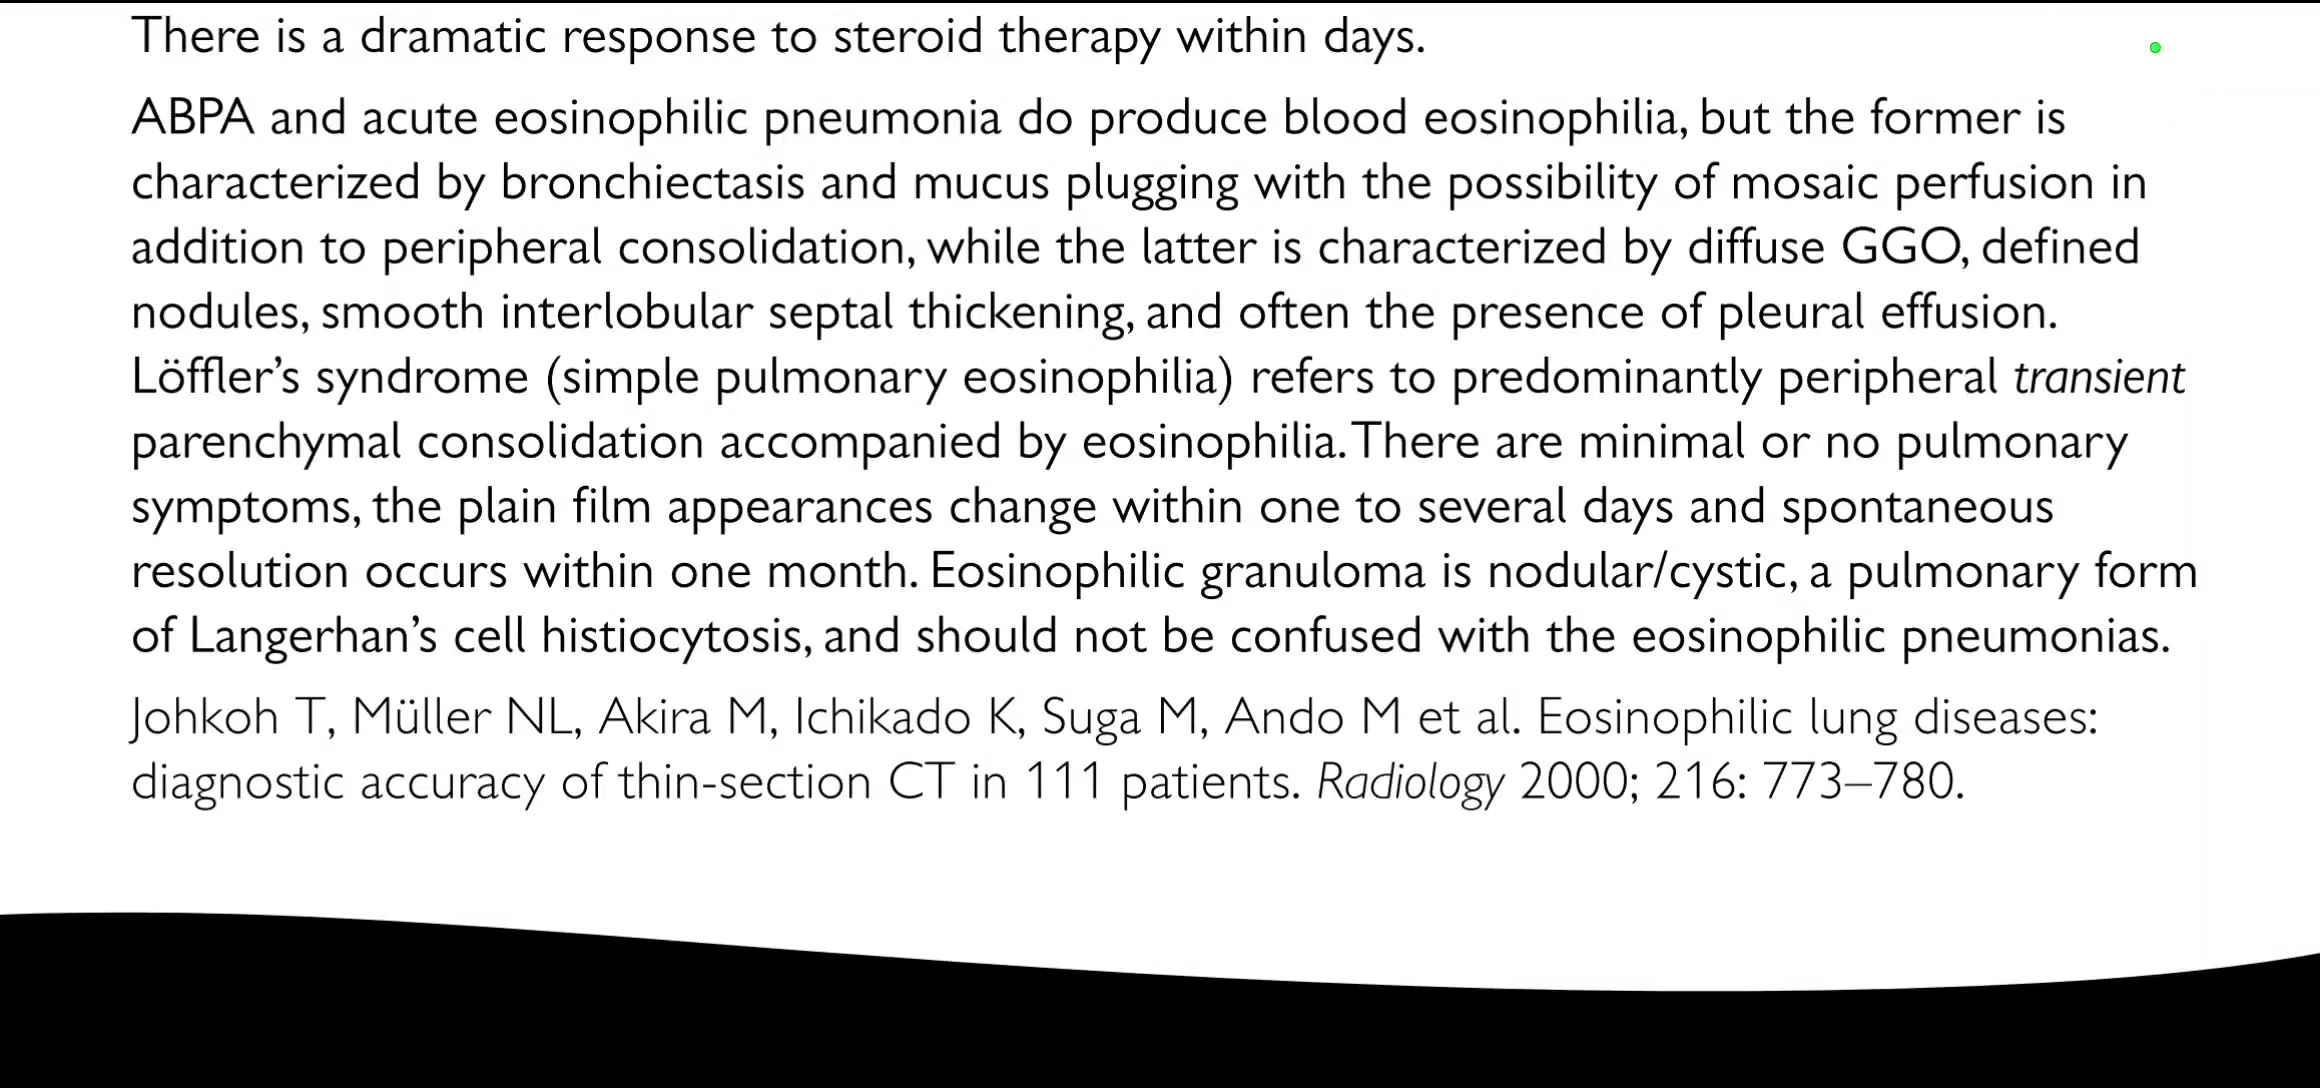 There is a dramatic response to steroid therapy within days.
ABPA and acute eosinophilic pneumonia do produce blood eosinophilia, but the former is
characterized by bronchiectasis and mucus plugging with the possibility of mosaic perfusion in
addition to peripheral consolidation, while the latter is characterized by diffuse GGO, defined
nodules, smooth interlobular septal thickening, and often the presence of pleural effusion.
Löffler’s syndrome (simple pulmonary eosinophilia) refers to predominantly peripheral transient
parenchymal consolidation accompanied by eosinophilia. There are minimal or no pulmonary
symptoms, the plain film appearances change within one to several days and spontaneous
resolution occurs within one month. Eosinophilic granuloma is nodular/cystic, a pulmonary form
of Langerhan’s cell histiocytosis, and should not be confused with the eosinophilic pneumonias.
Johkoh T, Müller NL, Akira M, Ichikado K, Suga M, Ando M et al. Eosinophilic lung diseases:
diagnostic accuracy of thin-section CT in 111 patients. Radiology 2000; 216: 773–780.